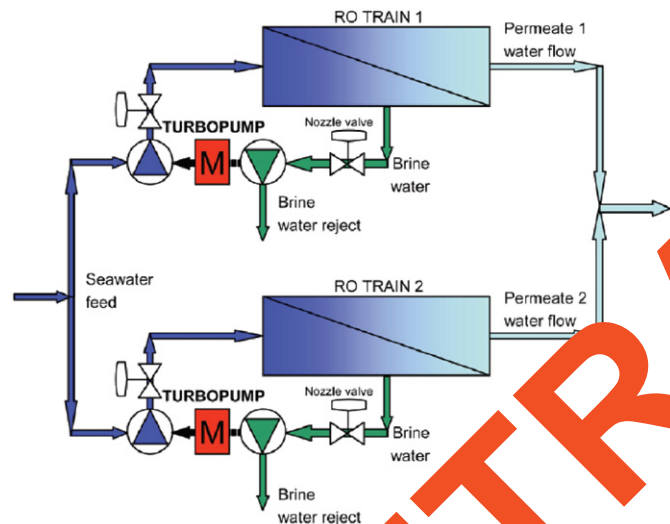 RO TRAIN 1
Permeate 1
water flow
TURBOPUMP
Nozzle valve
M
Brine
water
Brine
water reject
Seawater
feed
RO TRAIN 2
Permeate 2
water flow
TURBOPUMP
Nozzle valve
M
Brine
water
Brine
water reject